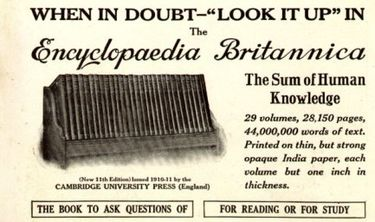 WHEN IN DOUBT—"LOOK IT UP" IN
The
Encyclopaedia Britannica
The Sum of Human
Knowledge
29 volumes, 28,150 pages,
44,000,000 words of text.
Printed on thin, but strong
opaque India paper, each
volume but one inch in
thickness.
(New 11th Edition) Issued 1910-11 by the
CAMBRIDGE UNIVERSITY PRESS (England)
THE BOOK TO ASK QUESTIONS OF
FOR READING OR FOR STUDY